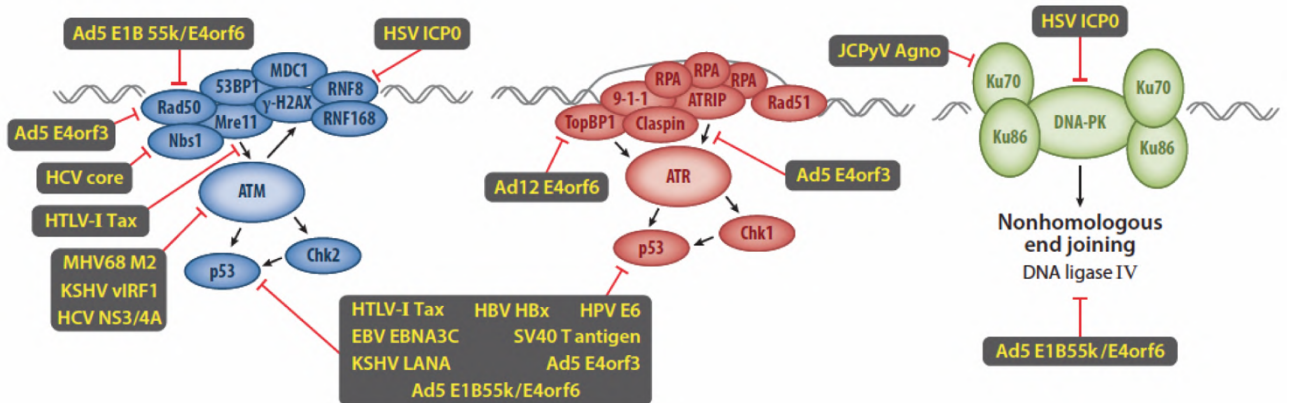 Ad5 E1B 55k/E4orf6
HSV ICP0
MDC1
53BP1
RNF8
γ-H2AX
Rad50
Mre11
RNF168
Nbs1
Ad5 E4orf3
HCV core
HTLV-I Tax
ATM
MHV68 M2
KSHV vIRF1
HCV NS3/4A
p53
Chk2
RPA
RPA
RPA
9-1-1
ATRIP
Rad51
TopBP1
Claspin
Ad12 E4orf6
ATR
Ad5 E4orf3
p53
Chk1
HTLV-I Tax HBV HBx HPV E6
EBV EBNA3C SV40 T antigen
KSHV LANA Ad5 E4orf3
Ad5 E1B55k/E4orf6
HSV ICP0
JCPyV Agno
Ku70
Ku70
Ku86
DNA-PK
Ku86
Nonhomologous
end joining
DNA ligase IV
Ad5 E1B55k/E4orf6